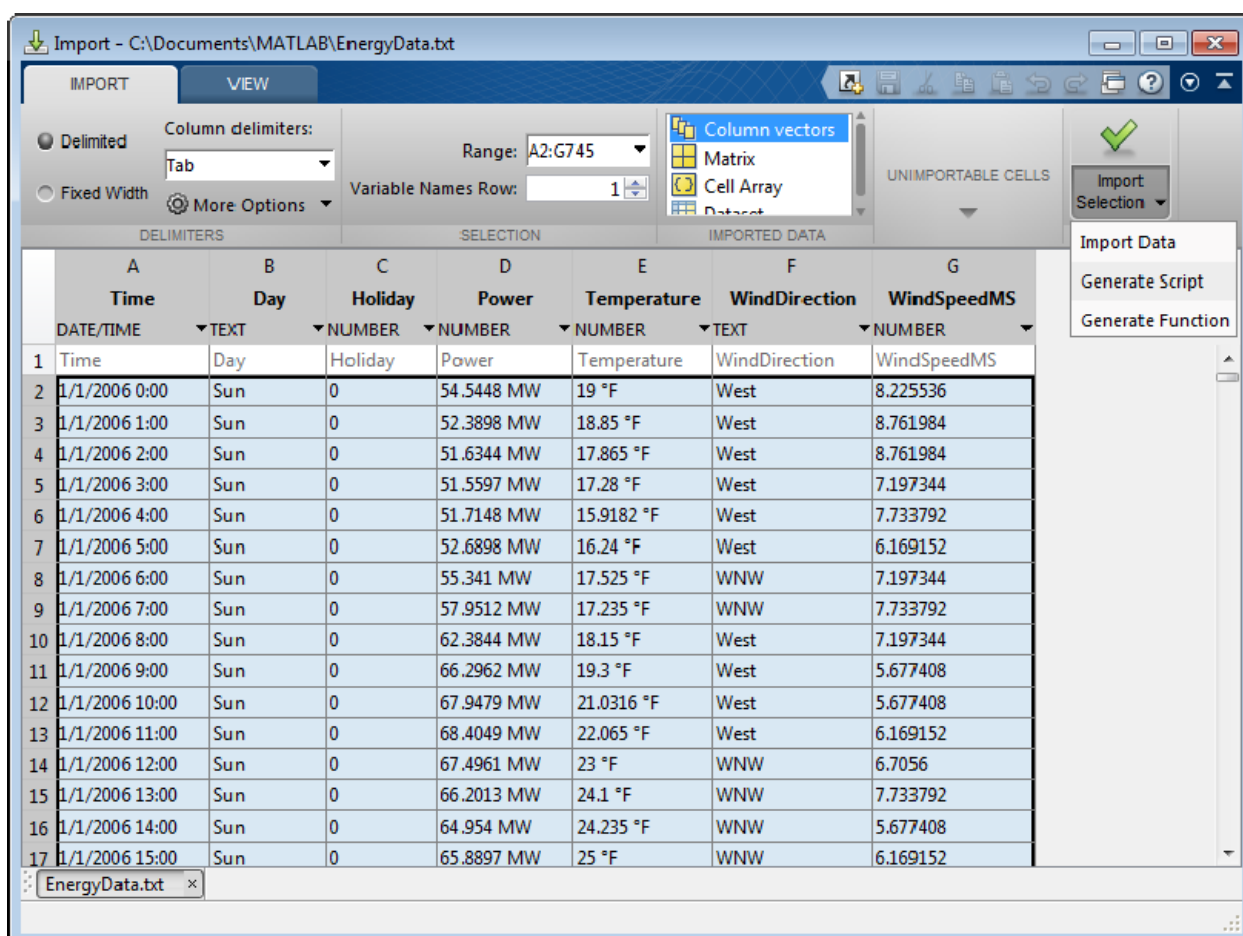 Import - C:\Documents\MATLAB\EnergyData.txt
IMPORT VIEW
Delimited
Fixed Width
Column delimiters:
Tab
More Options
DELIMITERS
Range: A2:G745
Variable Names Row: 1
SELECTION
Column vectors
Matrix
Cell Array
Dataset
IMPORTED DATA
UNIMPORTABLE CELLS
Import
Selection
Import Data
Generate Script
Generate Function
A B C D E F G
Time Day Holiday Power Temperature WindDirection WindSpeedMS
DATE/TIME TEXT NUMBER NUMBER NUMBER TEXT NUMBER
1 Time Day Holiday Power Temperature WindDirection WindSpeedMS
2 1/1/2006 0:00 Sun 0 54.5448 MW 19 °F West 8.225536
3 1/1/2006 1:00 Sun 0 52.3898 MW 18.85 °F West 8.761984
4 1/1/2006 2:00 Sun 0 51.6344 MW 17.865 °F West 8.761984
5 1/1/2006 3:00 Sun 0 51.5597 MW 17.28 °F West 7.197344
6 1/1/2006 4:00 Sun 0 51.7148 MW 15.9182 °F West 7.733792
7 1/1/2006 5:00 Sun 0 52.6898 MW 16.24 °F West 6.169152
8 1/1/2006 6:00 Sun 0 55.341 MW 17.525 °F WNW 7.197344
9 1/1/2006 7:00 Sun 0 57.9512 MW 17.235 °F WNW 7.733792
10 1/1/2006 8:00 Sun 0 62.3844 MW 18.15 °F West 7.197344
11 1/1/2006 9:00 Sun 0 66.2962 MW 19.3 °F West 5.677408
12 1/1/2006 10:00 Sun 0 67.9479 MW 21.0316 °F West 5.677408
13 1/1/2006 11:00 Sun 0 68.4049 MW 22.065 °F West 6.169152
14 1/1/2006 12:00 Sun 0 67.4961 MW 23 °F WNW 6.7056
15 1/1/2006 13:00 Sun 0 66.2013 MW 24.1 °F WNW 7.733792
16 1/1/2006 14:00 Sun 0 64.954 MW 24.235 °F WNW 5.677408
17 1/1/2006 15:00 Sun 0 65.8897 MW 25 °F WNW 6.169152
EnergyData.txt